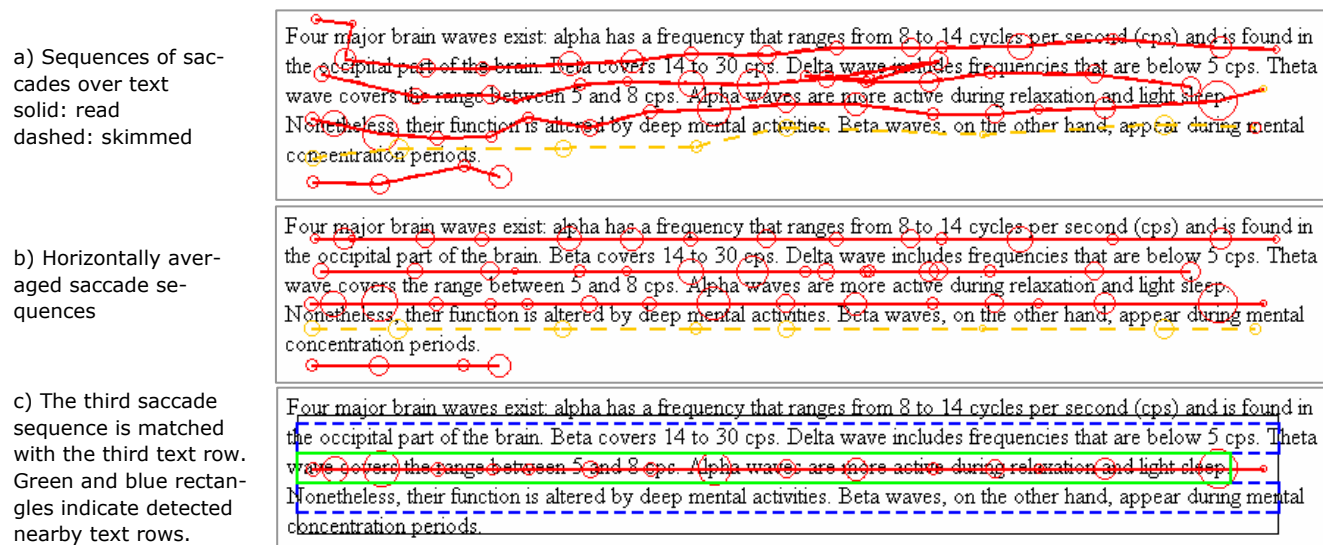 a) Sequences of sac-
cades over text
solid: read
dashed: skimmed
Four major brain waves exist: alpha has a frequency that ranges from 8 to 14 cycles per second (cps) and is found in
the occipital part of the brain. Beta covers 14 to 30 cps. Delta wave includes frequencies that are below 5 cps. Theta
wave covers the range between 5 and 8 cps. Alpha waves are more active during relaxation and light sleep.
Nonetheless, their function is altered by deep mental activities. Beta waves, on the other hand, appear during mental
concentration periods.
b) Horizontally aver-
aged saccade se-
quences
Four major brain waves exist: alpha has a frequency that ranges from 8 to 14 cycles per second (cps) and is found in
the occipital part of the brain. Beta covers 14 to 30 cps. Delta wave includes frequencies that are below 5 cps. Theta
wave covers the range between 5 and 8 cps. Alpha waves are more active during relaxation and light sleep.
Nonetheless, their function is altered by deep mental activities. Beta waves, on the other hand, appear during mental
concentration periods.
c) The third saccade
sequence is matched
with the third text row.
Green and blue rectan-
gles indicate detected
nearby text rows.
Four major brain waves exist: alpha has a frequency that ranges from 8 to 14 cycles per second (cps) and is found in
the occipital part of the brain. Beta covers 14 to 30 cps. Delta wave includes frequencies that are below 5 cps. Theta
wave covers the range between 5 and 8 cps. Alpha waves are more active during relaxation and light sleep.
Nonetheless, their function is altered by deep mental activities. Beta waves, on the other hand, appear during mental
concentration periods.